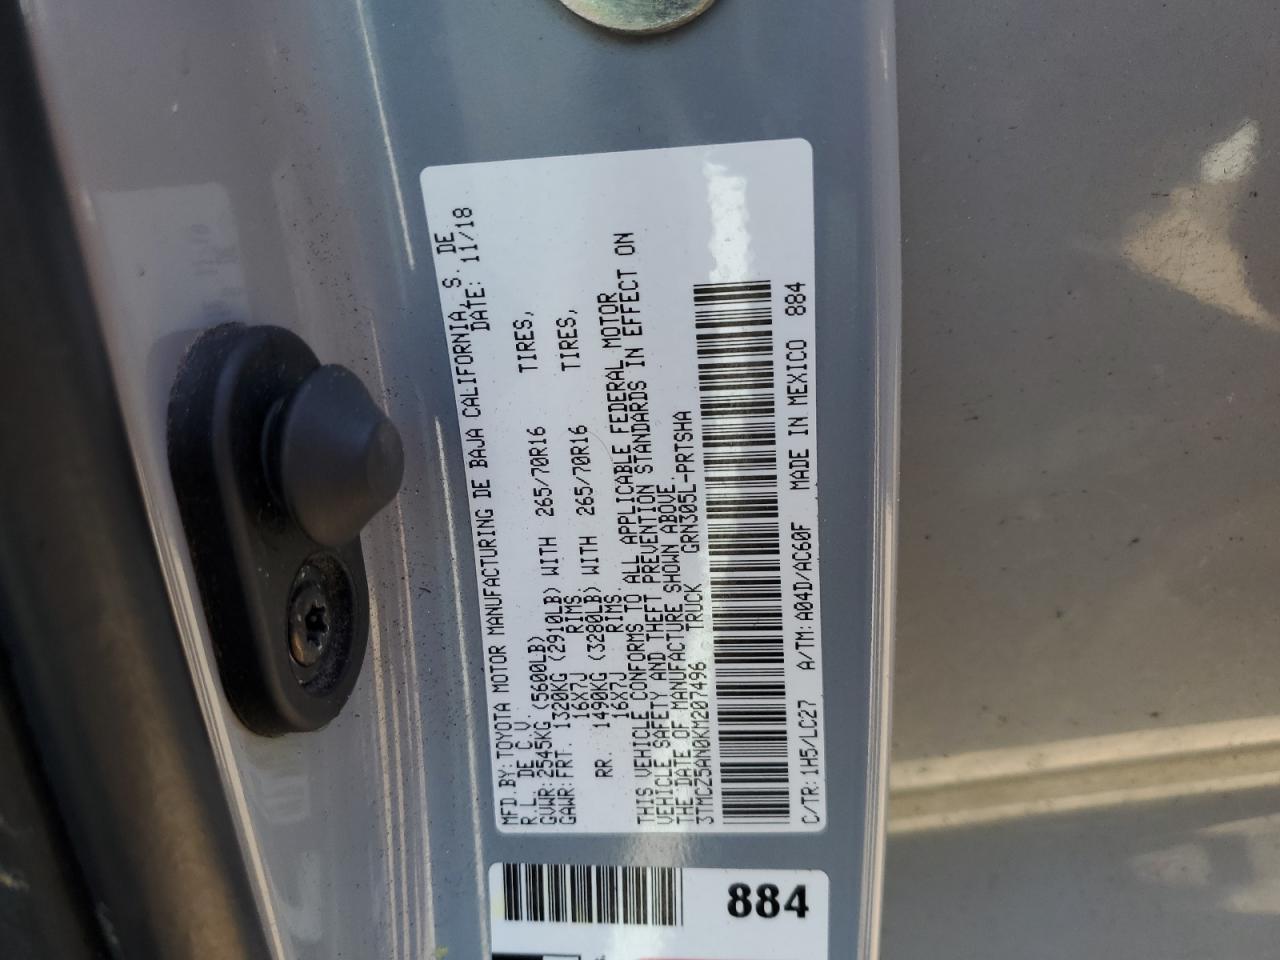 MFD.BY:TOYOTA MOTOR MANUFACTURING DE BAJA CALIFORNIA, S. DE
R.L. DE C.V. DATE: 11/18
GVWR:2545KG (5600LB)
GAWR:FRT. 1320KG (2910LB) WITH 265/70R16 TIRES,
16X7J RIMS.
RR. 1490KG (3280LB) WITH 265/70R16 TIRES,
16X7J RIMS.
THIS VEHICLE CONFORMS TO ALL APPLICABLE FEDERAL MOTOR
VEHICLE SAFETY AND THEFT PREVENTION STANDARDS IN EFFECT ON
THE DATE OF MANUFACTURE SHOWN ABOVE.
3TMCZ5AN0KM207496 TRUCK GRN305L-PRTSHA
C/TR:1H5/LC27 A/TM:A04D/AC60F MADE IN MEXICO 884
884